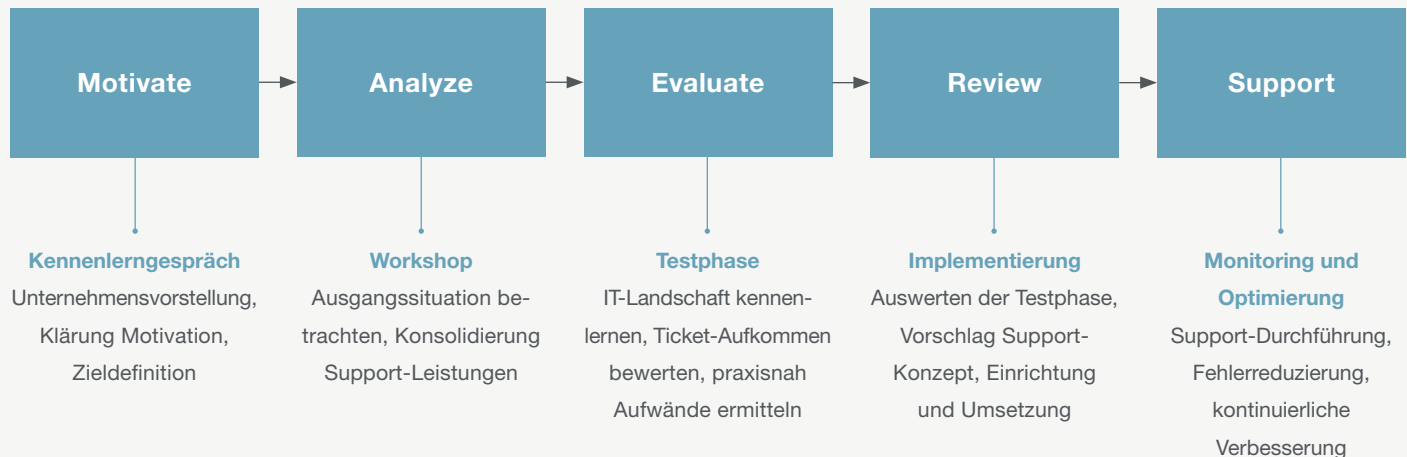 Motivate
Analyze
Evaluate
Review
Support
Kennenlerngespräch
Unternehmensvorstellung,
Klärung Motivation,
Zieldefinition
Workshop
Ausgangssituation be-
trachten, Konsolidierung
Support-Leistungen
Testphase
IT-Landschaft kennen-
lernen, Ticket-Aufkommen
bewerten, praxisnah
Aufwände ermitteln
Implementierung
Auswerten der Testphase,
Vorschlag Support-
Konzept, Einrichtung
und Umsetzung
Monitoring und
Optimierung
Support-Durchführung,
Fehlerreduzierung,
kontinuierliche
Verbesserung